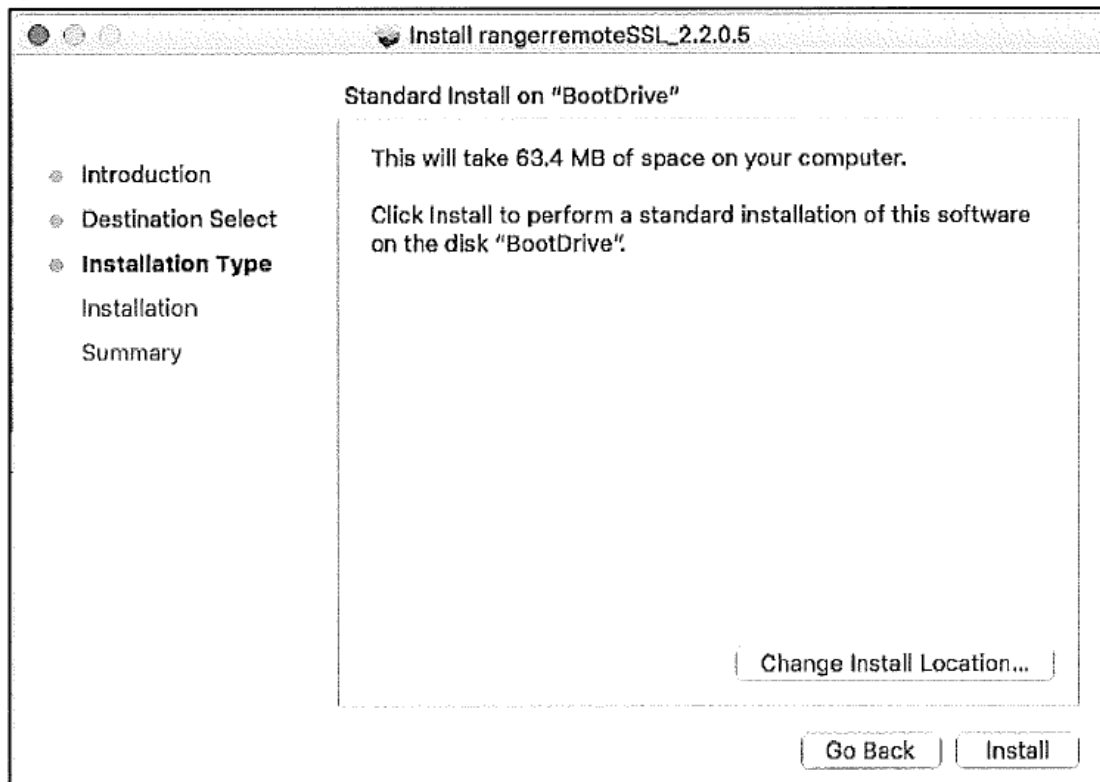 Install rangerremoteSSL_2.2.0.5
Standard Install on "BootDrive"
Introduction
Destination Select
Installation Type
Installation
Summary
This will take 63.4 MB of space on your computer.
Click Install to perform a standard installation of this software
on the disk "BootDrive".
Change Install Location...
Go Back
Install